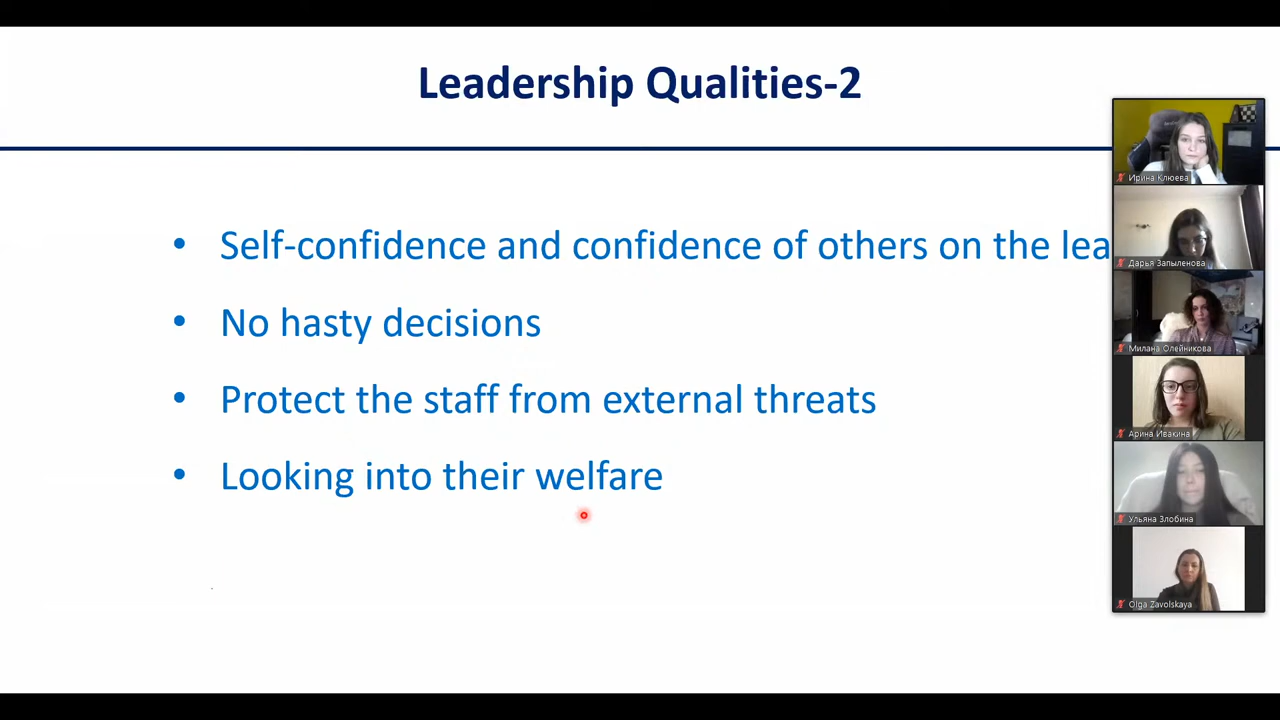 Leadership Qualities-2
• Self-confidence and confidence of others on the lea
• No hasty decisions
• Protect the staff from external threats
• Looking into their welfare
Ирина Клюева
Дарья Запыленова
Милана Олейникова
Арина Ивакина
Ульяна Злобина
Olga Zavolskaya